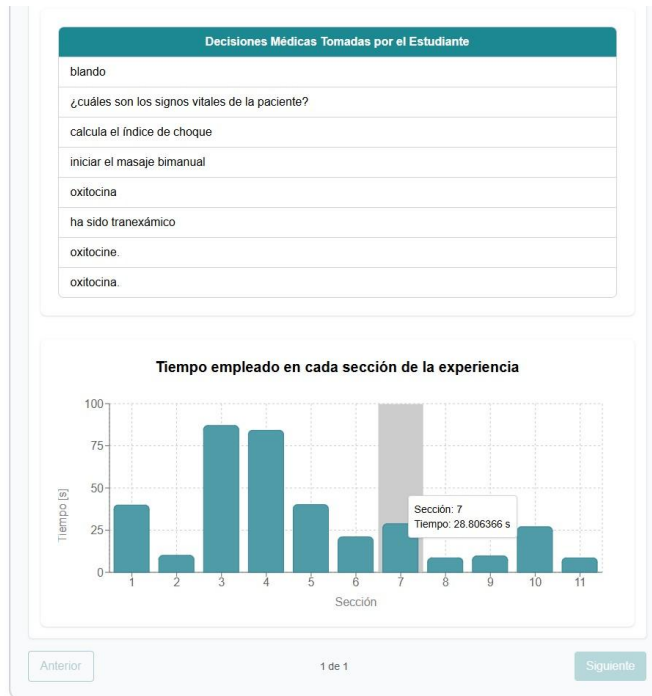 Decisiones Médicas Tomadas por el Estudiante
blando
¿cuáles son los signos vitales de la paciente?
calcula el índice de choque
iniciar el masaje bimanual
oxitocina
ha sido tranexámico
oxitocine.
oxitocina.
Tiempo empleado en cada sección de la experiencia
Tiempo [s]
100
75
50
25
0
Sección: 7
Tiempo: 28.806366 s
1 2 3 4 5 6 7 8 9 10 11
Sección
Anterior 1 de 1 Siguiente